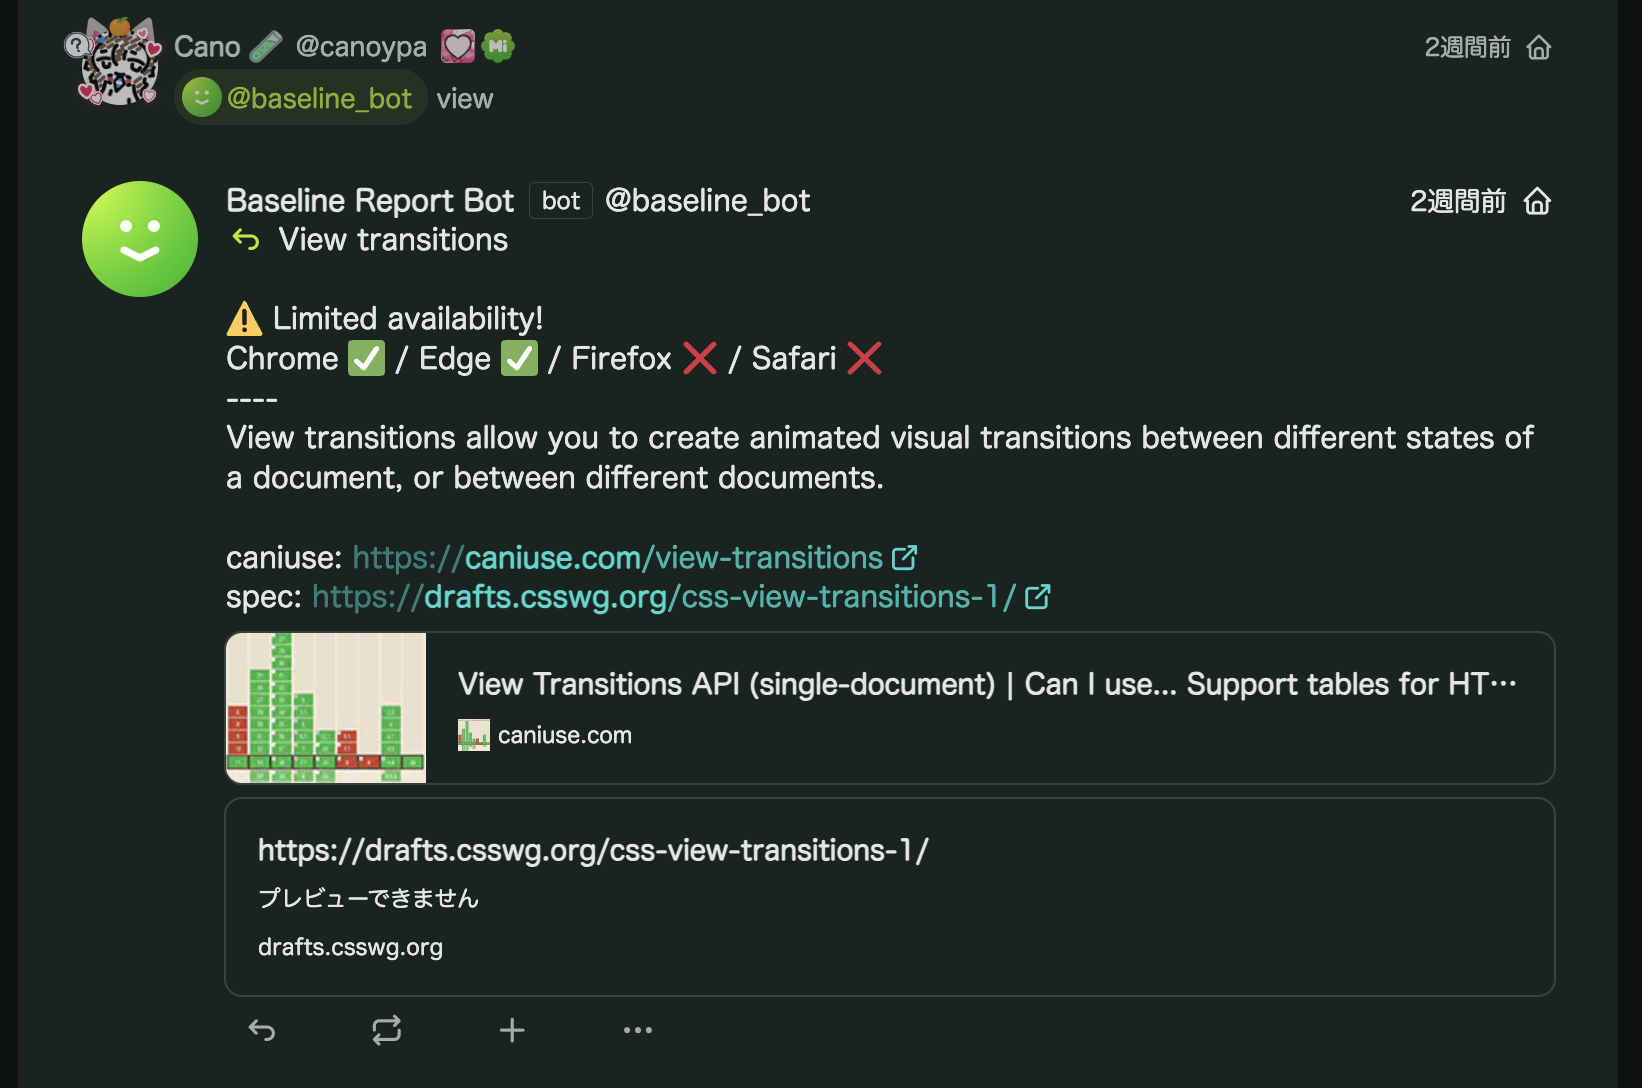 Cano @canoypa Mi 2週間前
@baseline_bot view
Baseline Report Bot bot @baseline_bot 2週間前
View transitions
⚠️ Limited availability!
Chrome ✅ / Edge ✅ / Firefox ❌ / Safari ❌
----
View transitions allow you to create animated visual transitions between different states of
a document, or between different documents.
caniuse: https://caniuse.com/view-transitions
spec: https://drafts.csswg.org/css-view-transitions-1/
View Transitions API (single-document) | Can I use... Support tables for HT…
caniuse.com
https://drafts.csswg.org/css-view-transitions-1/
プレビューできません
drafts.csswg.org